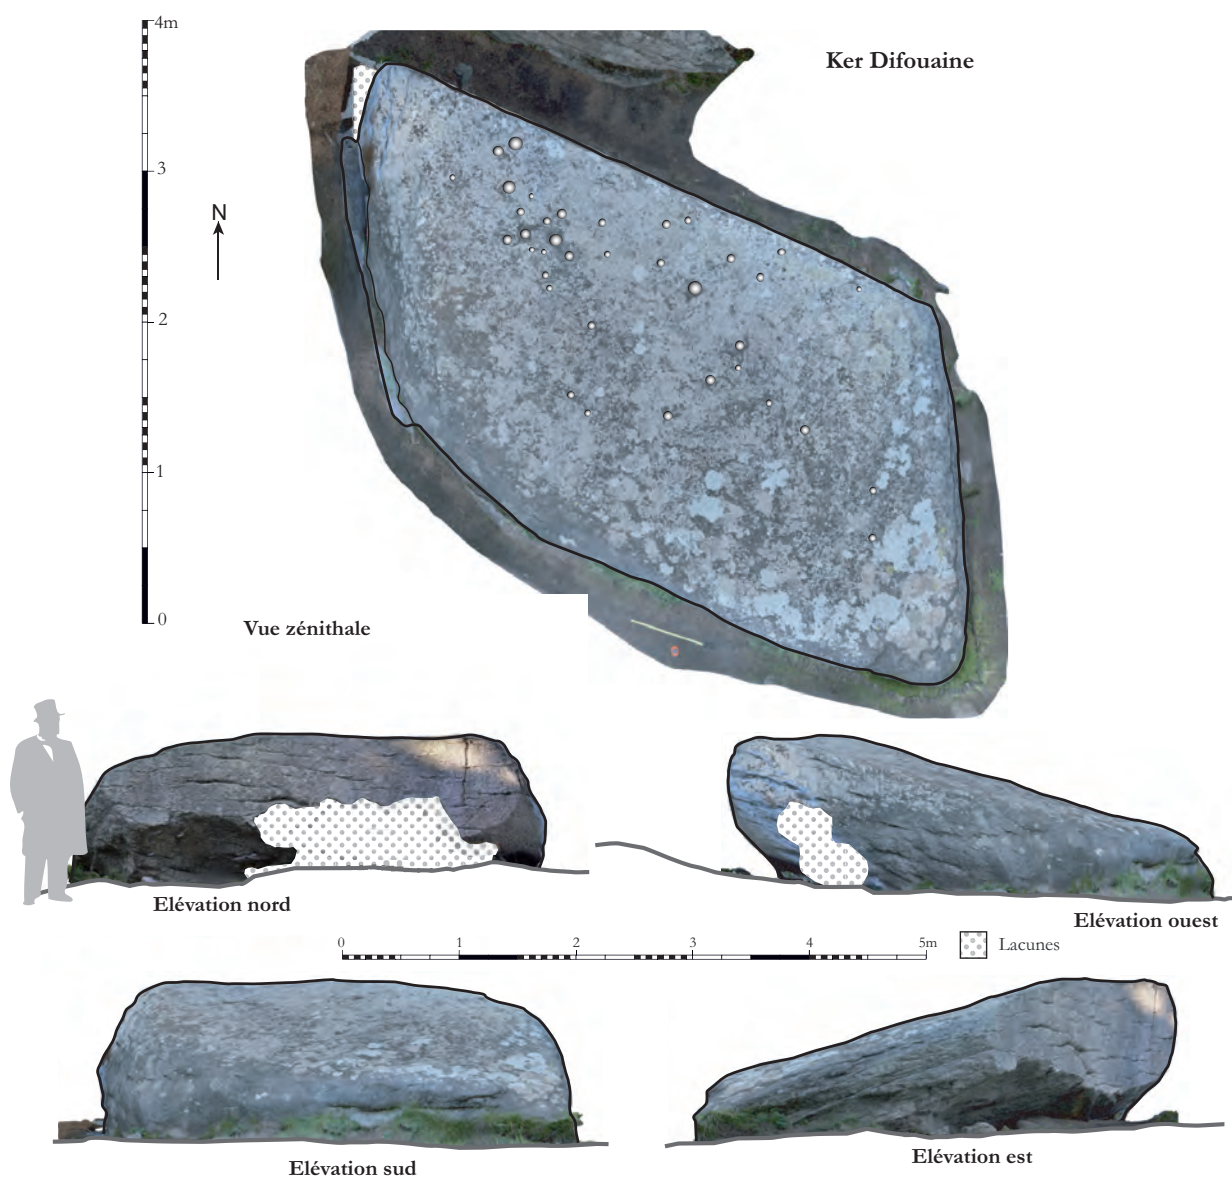 4m
Ker Difouaine
3
N
2
1
0
Vue zénithale
Elévation nord
Elévation ouest
0 1 2 3 4 5m
Lacunes
Elévation sud
Elévation est